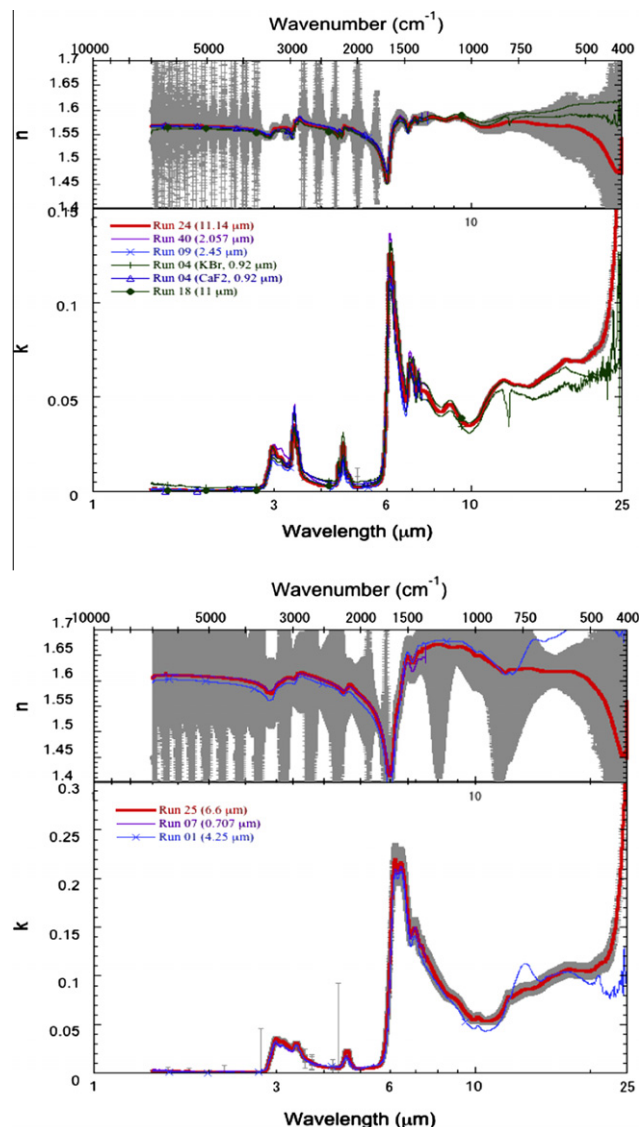 Wavenumber (cm-1)
10000 5000 3000 2000 1500 1000 750 500 400
1.7
1.6
1.55
1.5
1.45
1.4
n
10
0.15
0.1
0.05
0
k
Run 24 (11.14 μm)
Run 40 (2.057 μm)
Run 09 (2.45 μm)
Run 04 (KBr, 0.92 μm)
Run 04 (CaF2, 0.92 μm)
Run 18 (11 μm)
1 3 6 10 25
Wavelength (μm)
Wavenumber (cm-1)
10000 5000 3000 2000 1500 1000 750 500 400
1.7
1.65
1.6
1.55
1.5
1.45
1.4
n
10
0.3
0.25
0.2
0.15
0.1
0.05
0
k
Run 25 (6.6 μm)
Run 07 (0.707 μm)
Run 01 (4.25 μm)
1 3 6 10 25
Wavelength (μm)